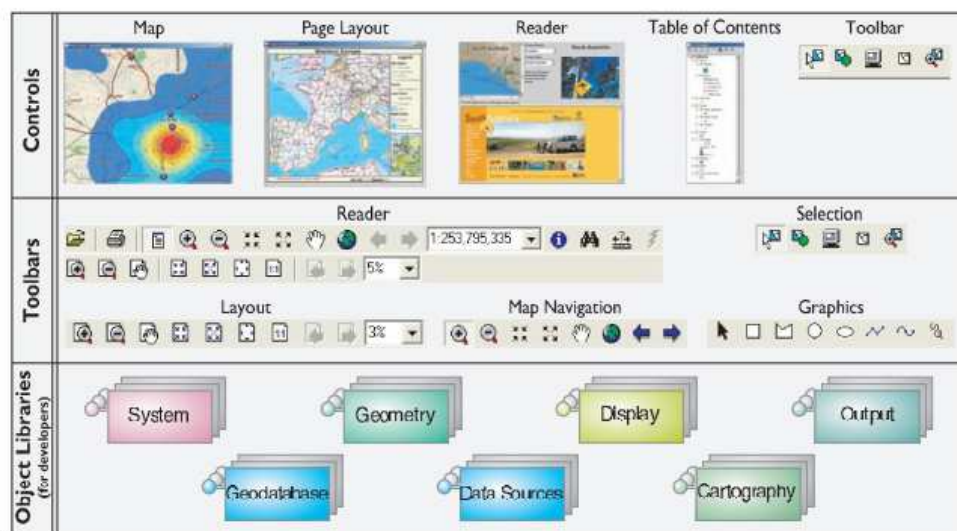 Controls
Map
Page Layout
Reader
Table of Contents
Toolbar
Toolbars
Reader
1:253,795,335
5%
Selection
Layout
3%
Map Navigation
Graphics
Object Libraries
(for developers)
System
Geometry
Display
Output
Geodatabase
Data Sources
Cartography